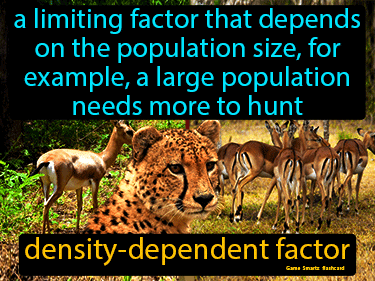 a limiting factor that depends
on the population size, for
example, a large population
needs more to hunt
density-dependent factor
Game Smartz flashcard